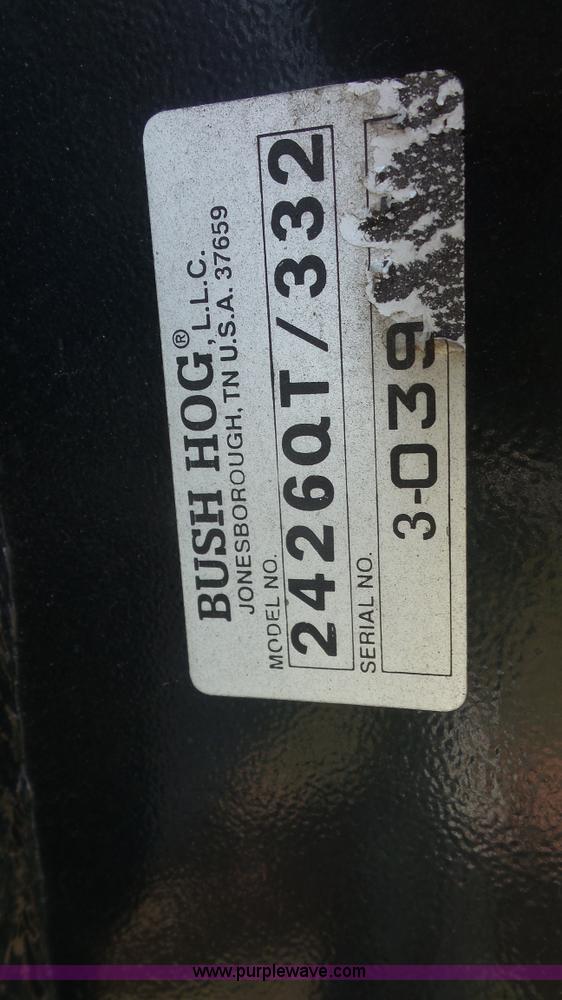 BUSH HOG®, L.L.C.
JONESBOROUGH, TN U.S.A. 37659
MODEL NO.
2426QT/332
SERIAL NO.
3-039
www.purplewave.com